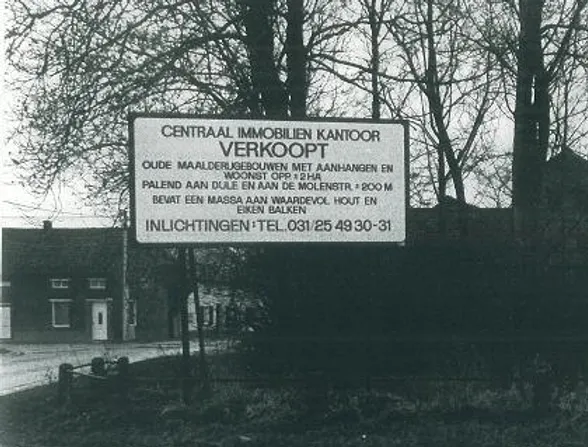 CENTRAAL IMMOBILIEN KANTOOR
VERKOOPT
OUDE MAALDERIJGEBOUWEN MET AANHANGEN EN
WOONST OPP. ± 2 HA
PALEND AAN DIJLE EN AAN DE MOLENSTR. ± 200 M
BEVAT EEN MASSA AAN WAARDEVOL HOUT EN
EIKEN BALKEN
INLICHTINGEN : TEL. 031/25 49 30-31